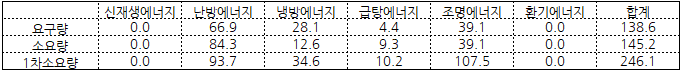 신재생에너지 난방에너지 냉방에너지 급탕에너지 조명에너지 환기에너지 합계
요구량 0.0 66.9 28.1 4.4 39.1 0.0 138.6
소요량 0.0 84.3 12.6 9.3 39.1 0.0 145.2
1차소요량 0.0 93.7 34.6 10.2 107.5 0.0 246.1